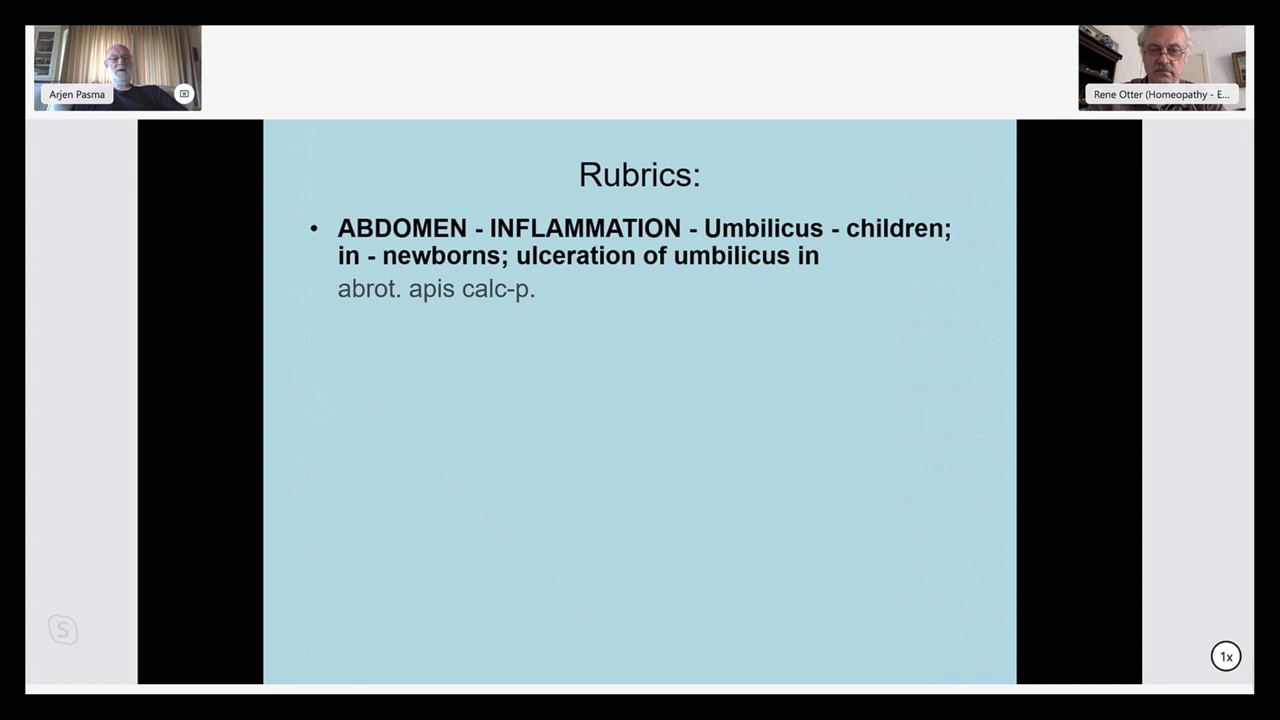 Arjen Pasma
Rene Otter (Homeopathy - E...
Rubrics:
• ABDOMEN - INFLAMMATION - Umbilicus - children;
in - newborns; ulceration of umbilicus in
abrot. apis calc-p.
S
1x